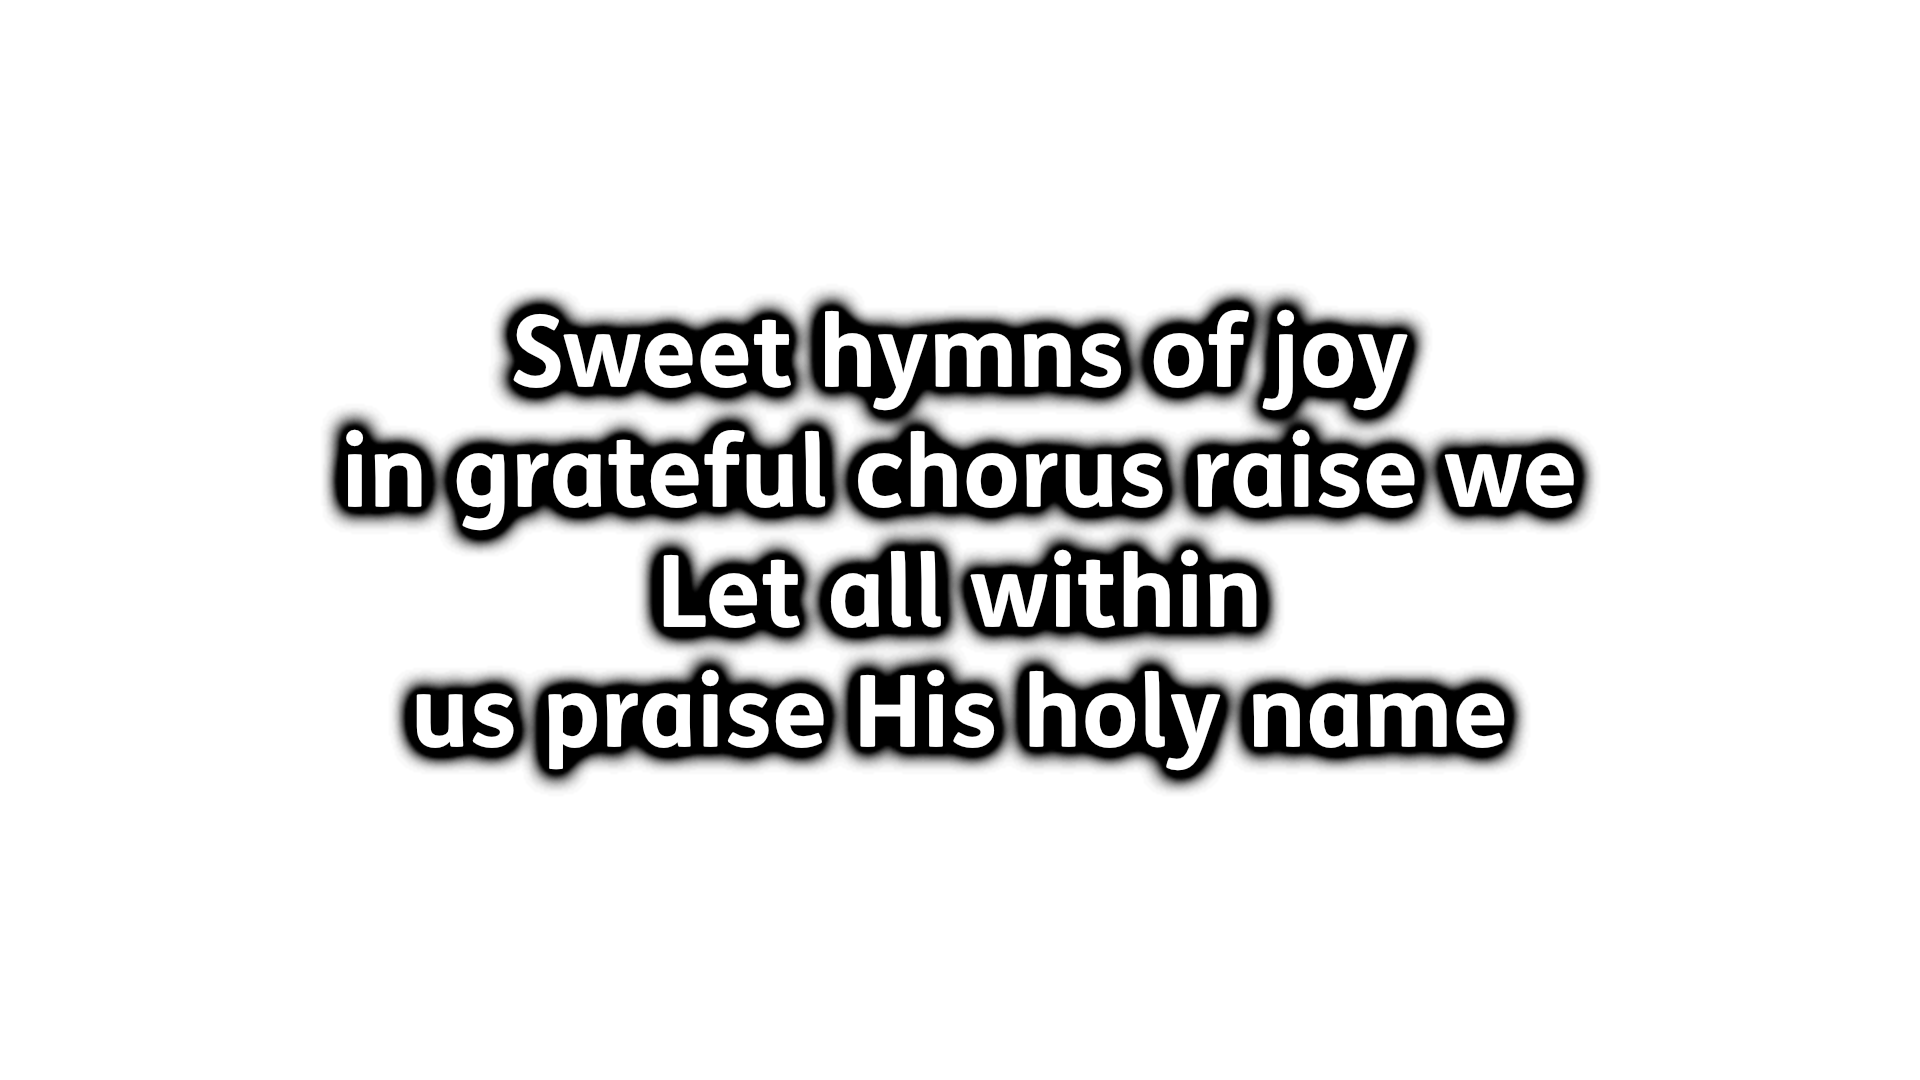 Sweet hymns of joy
in grateful chorus raise we
Let all within
us praise His holy name